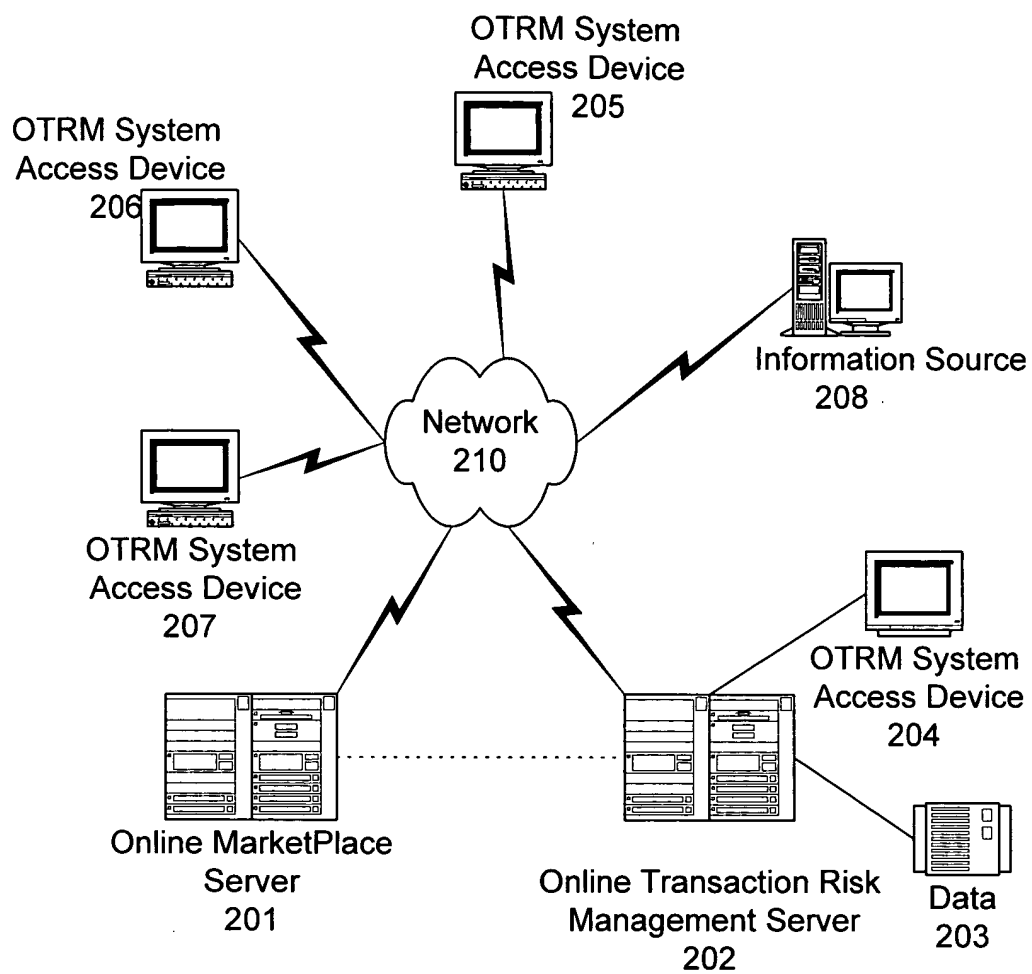 OTRM System
Access Device
205
OTRM System
Access Device
206
Information Source
208
Network
210
OTRM System
Access Device
207
OTRM System
Access Device
204
Online MarketPlace
Server
201
Online Transaction Risk
Management Server
202
Data
203